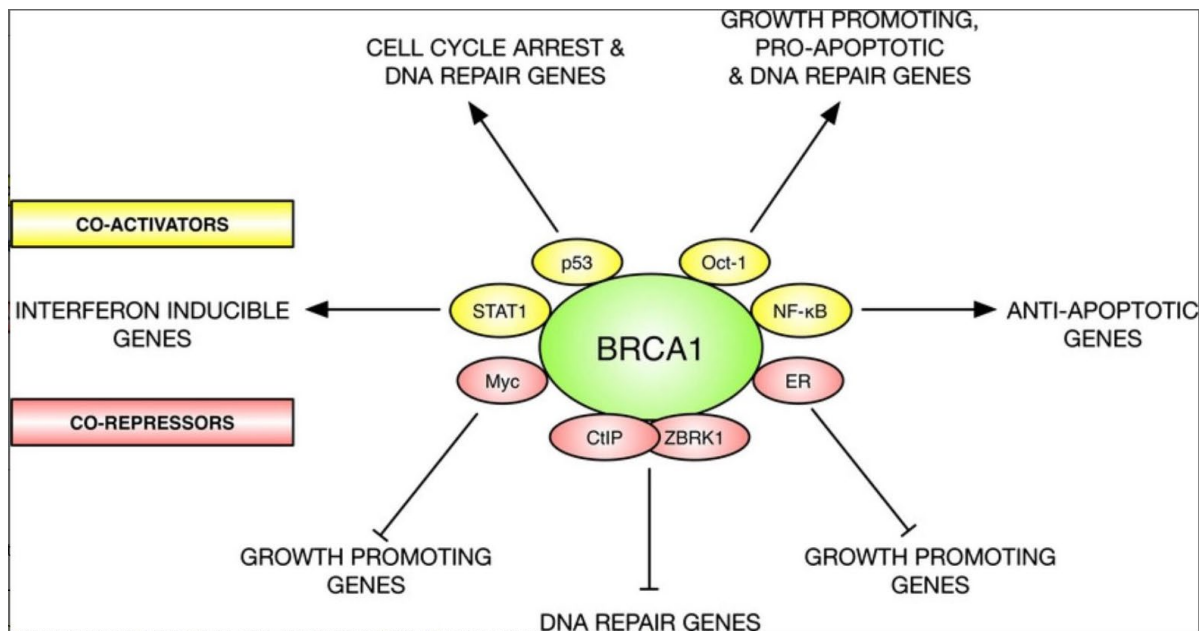 CELL CYCLE ARREST &
DNA REPAIR GENES
GROWTH PROMOTING,
PRO-APOPTOTIC
& DNA REPAIR GENES
CO-ACTIVATORS
p53
Oct-1
INTERFERON INDUCIBLE
GENES
STAT1
NF-κB
ANTI-APOPTOTIC
GENES
BRCA1
Myc
ER
CO-REPRESSORS
CtIP
ZBRK1
GROWTH PROMOTING
GENES
GROWTH PROMOTING
GENES
DNA REPAIR GENES